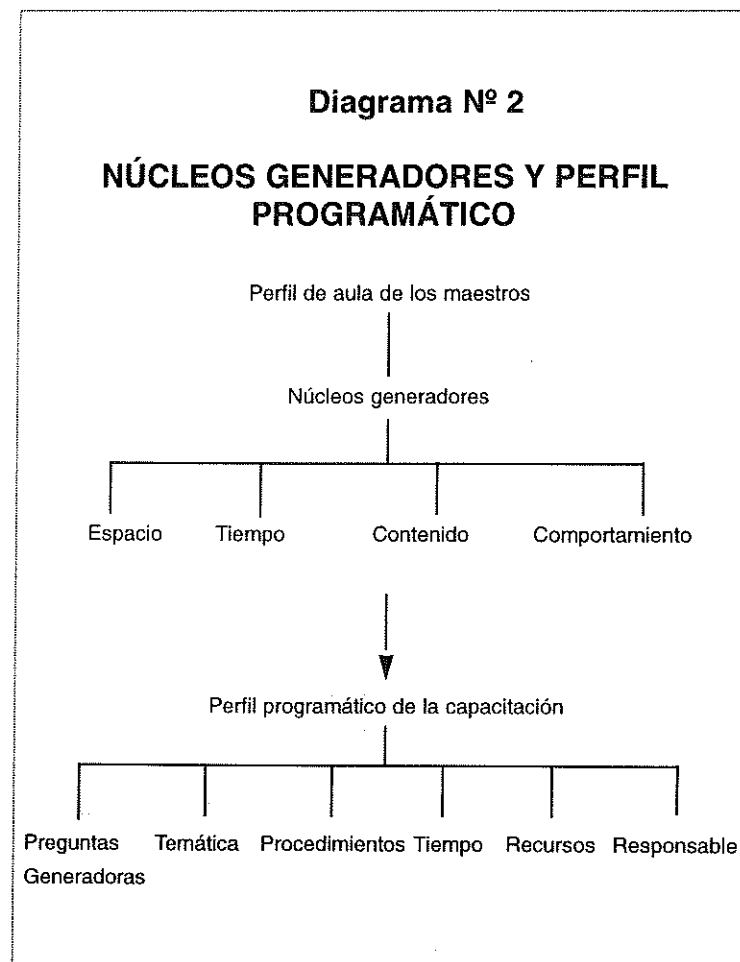 Diagrama Nº 2
NÚCLEOS GENERADORES Y PERFIL
PROGRAMÁTICO
Perfil de aula de los maestros
Núcleos generadores
Espacio Tiempo Contenido Comportamiento
Perfil programático de la capacitación
Preguntas Temática Procedimientos Tiempo Recursos Responsable
Generadoras